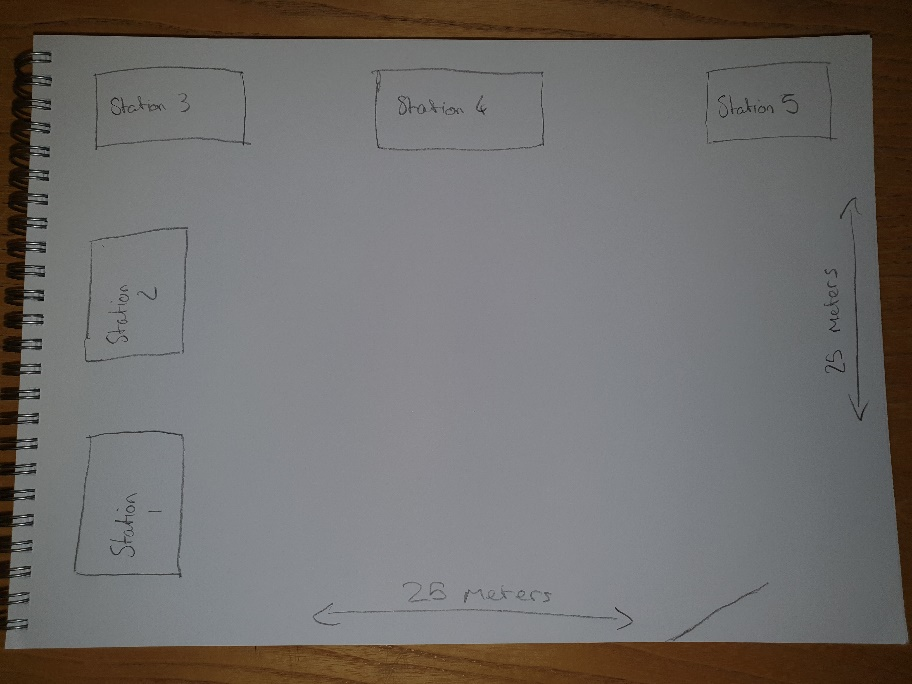 Station 3
Station 4
Station 5
Station
2
25 Meters
Station
1
25 Meters